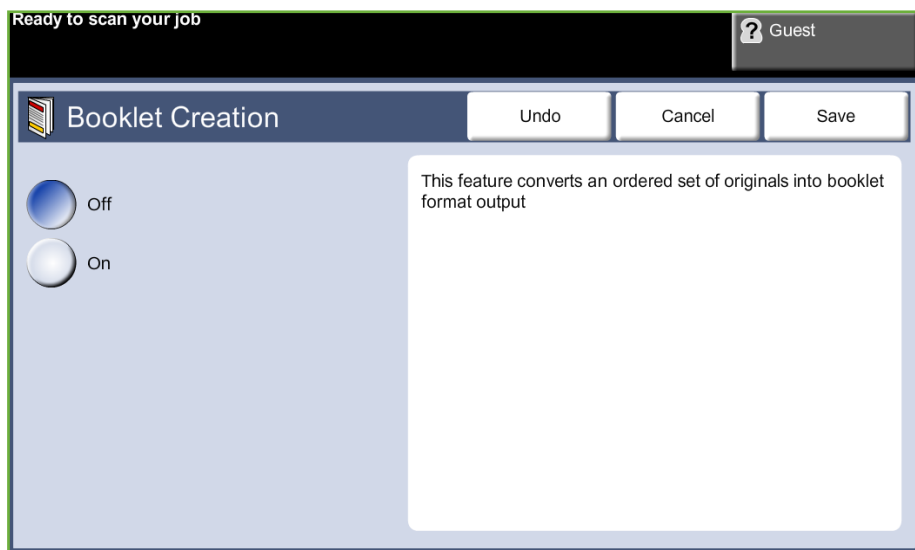 Ready to scan your job
? Guest
Booklet Creation
Undo
Cancel
Save
Off
On
This feature converts an ordered set of originals into booklet
format output